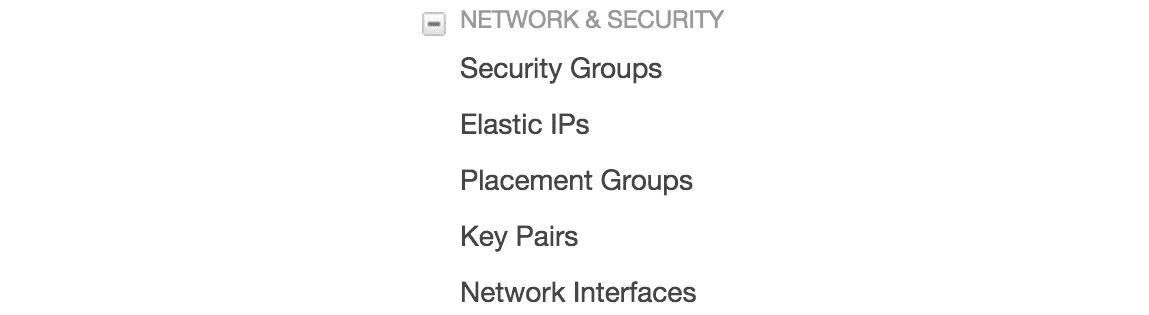 NETWORK & SECURITY
Security Groups
Elastic IPs
Placement Groups
Key Pairs
Network Interfaces